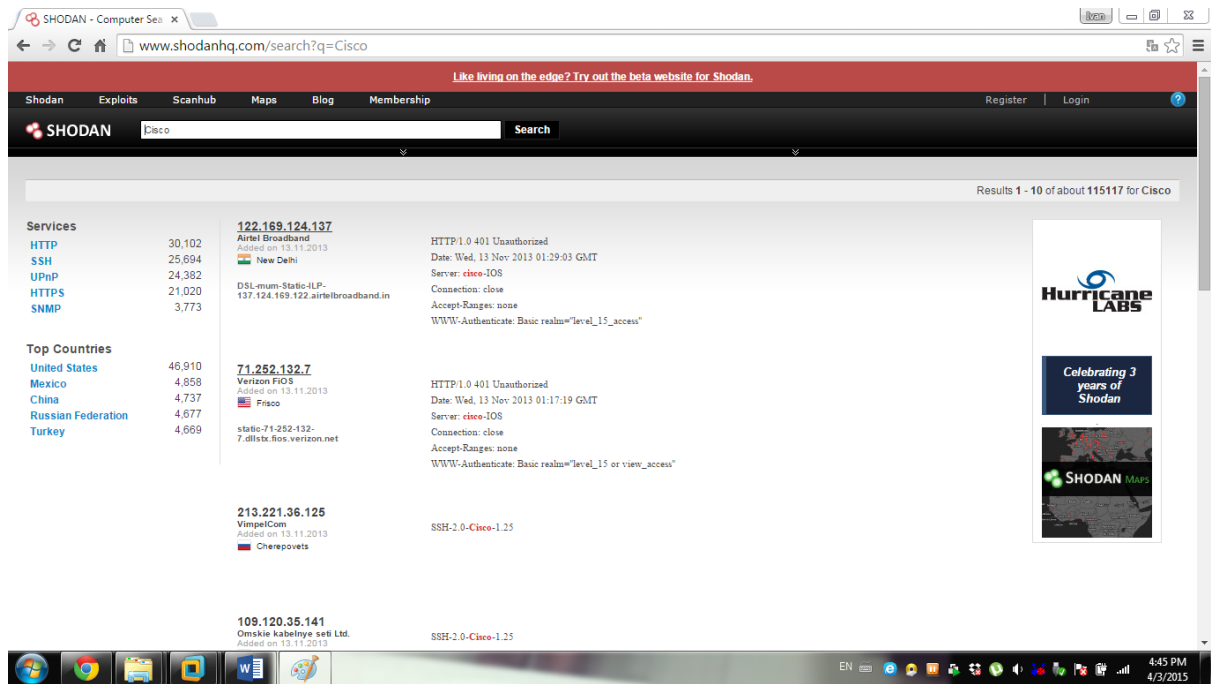 SHODAN - Computer Sea
Ivan
www.shodanhq.com/search?q=Cisco
Like living on the edge? Try out the beta website for Shodan.
Shodan Exploits Scanhub Maps Blog Membership Register | Login ?
SHODAN Cisco Search
Results 1 - 10 of about 115117 for Cisco
Services
HTTP 30,102
SSH 25,694
UPnP 24,382
HTTPS 21,020
SNMP 3,773
Top Countries
United States 46,910
Mexico 4,858
China 4,737
Russian Federation 4,677
Turkey 4,669
122.169.124.137
Airtel Broadband
Added on 13.11.2013
New Delhi
DSL-mum-Static-ILP-
137.124.169.122.airtelbroadband.in
HTTP/1.0 401 Unauthorized
Date: Wed, 13 Nov 2013 01:29:03 GMT
Server: cisco-IOS
Connection: close
Accept-Ranges: none
WWW-Authenticate: Basic realm="level_15_access"
71.252.132.7
Verizon FiOS
Added on 13.11.2013
Frisco
static-71-252-132-
7.dllstx.fios.verizon.net
HTTP/1.0 401 Unauthorized
Date: Wed, 13 Nov 2013 01:17:19 GMT
Server: cisco-IOS
Connection: close
Accept-Ranges: none
WWW-Authenticate: Basic realm="level_15 or view_access"
213.221.36.125
VimpelCom
Added on 13.11.2013
Cherepovets
SSH-2.0-Cisco-1.25
109.120.35.141
Omskie kabelnye seti Ltd.
Added on 13.11.2013
SSH-2.0-Cisco-1.25
Hurricane
LABS
Celebrating 3
years of
Shodan
SHODAN MAPS
EN
4:45 PM
4/3/2015